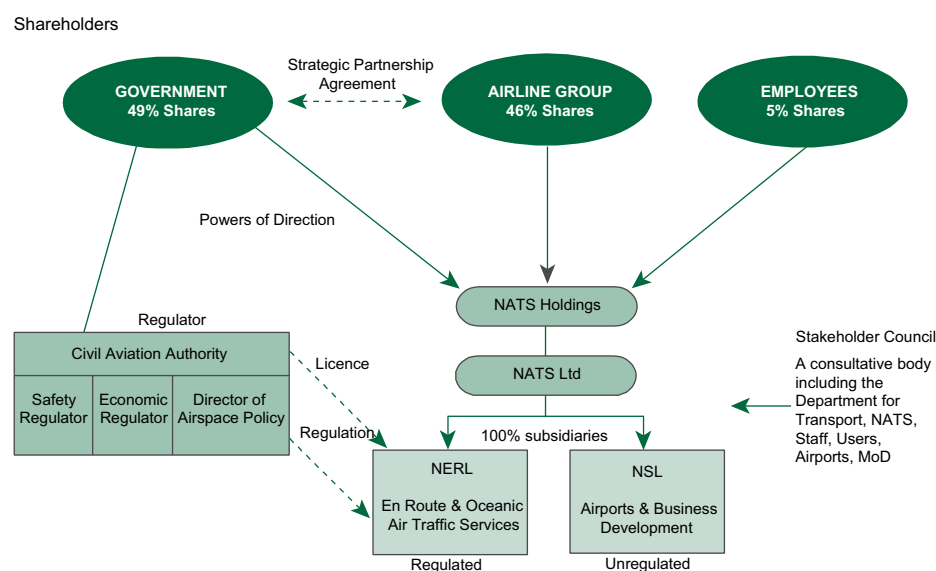 Shareholders
Strategic Partnership
Agreement
GOVERNMENT
49% Shares
AIRLINE GROUP
46% Shares
EMPLOYEES
5% Shares
Powers of Direction
NATS Holdings
Regulator
Civil Aviation Authority
Safety
Regulator
Economic
Regulator
Director of
Airspace Policy
Licence
Regulation
NATS Ltd
100% subsidiaries
NERL
En Route & Oceanic
Air Traffic Services
Regulated
NSL
Airports & Business
Development
Unregulated
Stakeholder Council
A consultative body
including the
Department for
Transport, NATS,
Staff, Users,
Airports, MoD